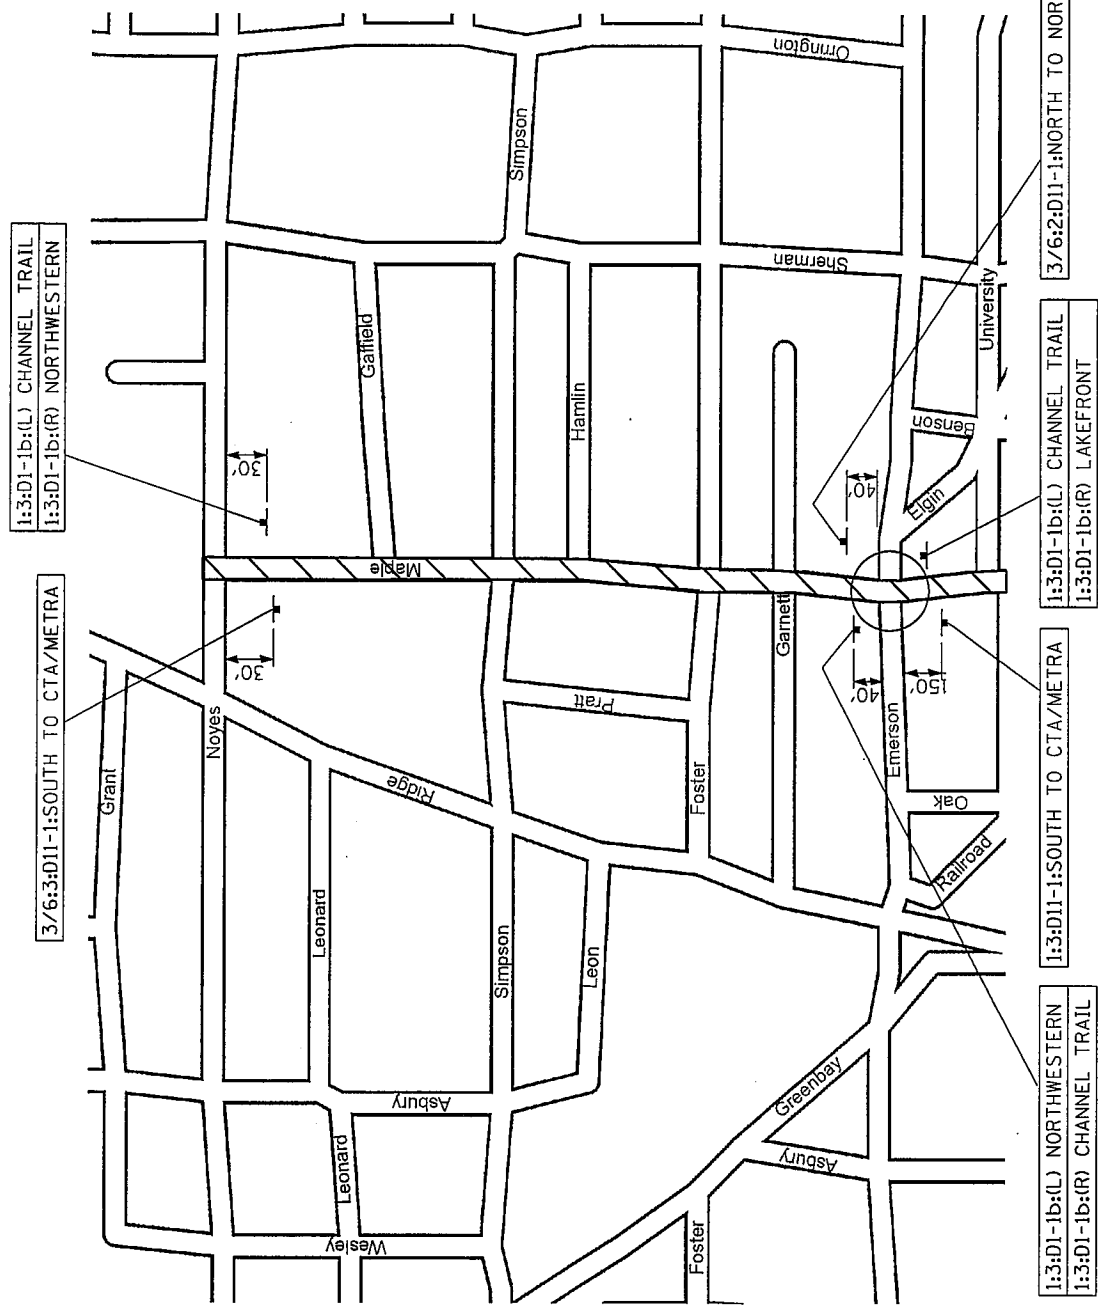 1:3:D1-1b:(L) CHANNEL TRAIL
1:3:D1-1b:(R) NORTHWESTERN
3/6:3:D11-1:SOUTH TO CTA/METRA
3/6:2:D11-1:NORTH TO NOR
1:3:D1-1b:(L) CHANNEL TRAIL
1:3:D1-1b:(R) LAKEFRONT
1:3:D11-1:SOUTH TO CTA/METRA
1:3:D1-1b:(L) NORTHWESTERN
1:3:D1-1b:(R) CHANNEL TRAIL
Orrington
Simpson
Sherman
University
Gaffield
Hamlin
Benson
Elgin
30'
40'
Maple
30'
Garnett
40'
150'
Noyes
Pratt
Emerson
Grant
Ridge
Foster
Oak
Railroad
Leonard
Simpson
Leon
Greenbay
Asbury
Leonard
Asbury
Wesley
Foster